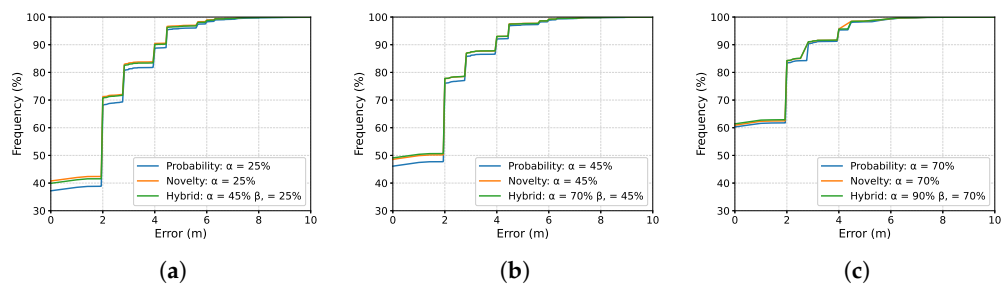 100
90
80
70
60
50
40
30
Frequency (%)
0 2 4 6 8 10
Error (m)
Probability: α = 25%
Novelty: α = 25%
Hybrid: α = 45% β, = 25%
(a)
100
90
80
70
60
50
40
30
Frequency (%)
0 2 4 6 8 10
Error (m)
Probability: α = 45%
Novelty: α = 45%
Hybrid: α = 70% β, = 45%
(b)
100
90
80
70
60
50
40
30
Frequency (%)
0 2 4 6 8 10
Error (m)
Probability: α = 70%
Novelty: α = 70%
Hybrid: α = 90% β, = 70%
(c)